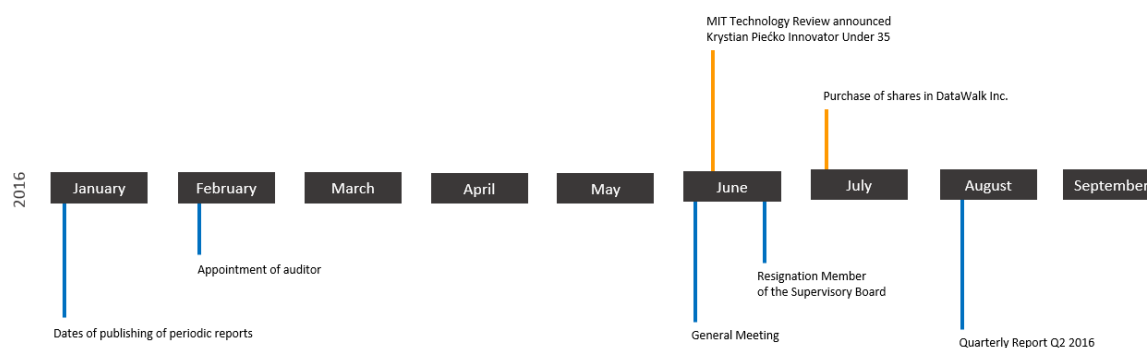 MIT Technology Review announced
Krystian Piećko Innovator Under 35
Purchase of shares in DataWalk Inc.
2016
January
February
March
April
May
June
July
August
September
Appointment of auditor
Resignation Member
of the Supervisory Board
Dates of publishing of periodic reports
General Meeting
Quarterly Report Q2 2016